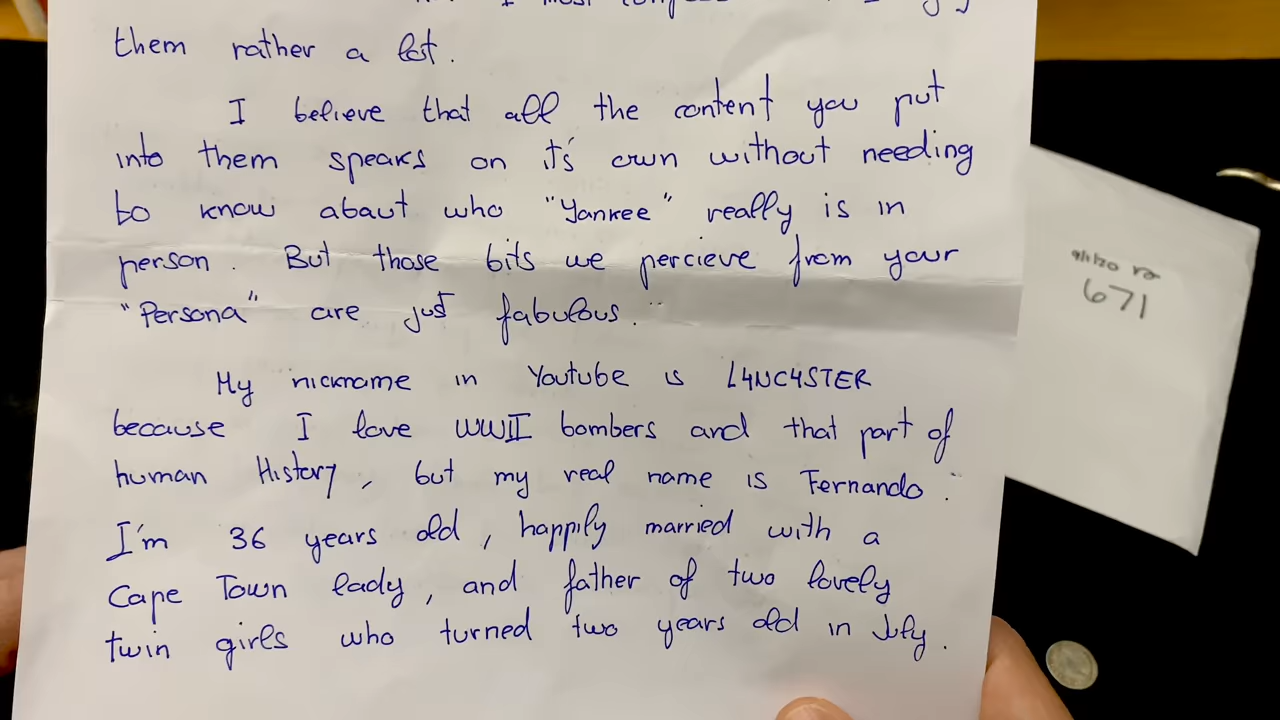 I most
them rather a lot.
I believe that all the content you put
into them speaks on it's own without needing
to know about who "Yankee" really is in
person. But those bits we percieve from your
"Persona" are just fabulous.
My nickname in Youtube is L4NC4STER
because I love WWII bombers and that part of
human History, but my real name is Fernando.
I'm 36 years old, happily married with a
Cape Town lady, and father of two lovely
twin girls who turned two years old in July.
671